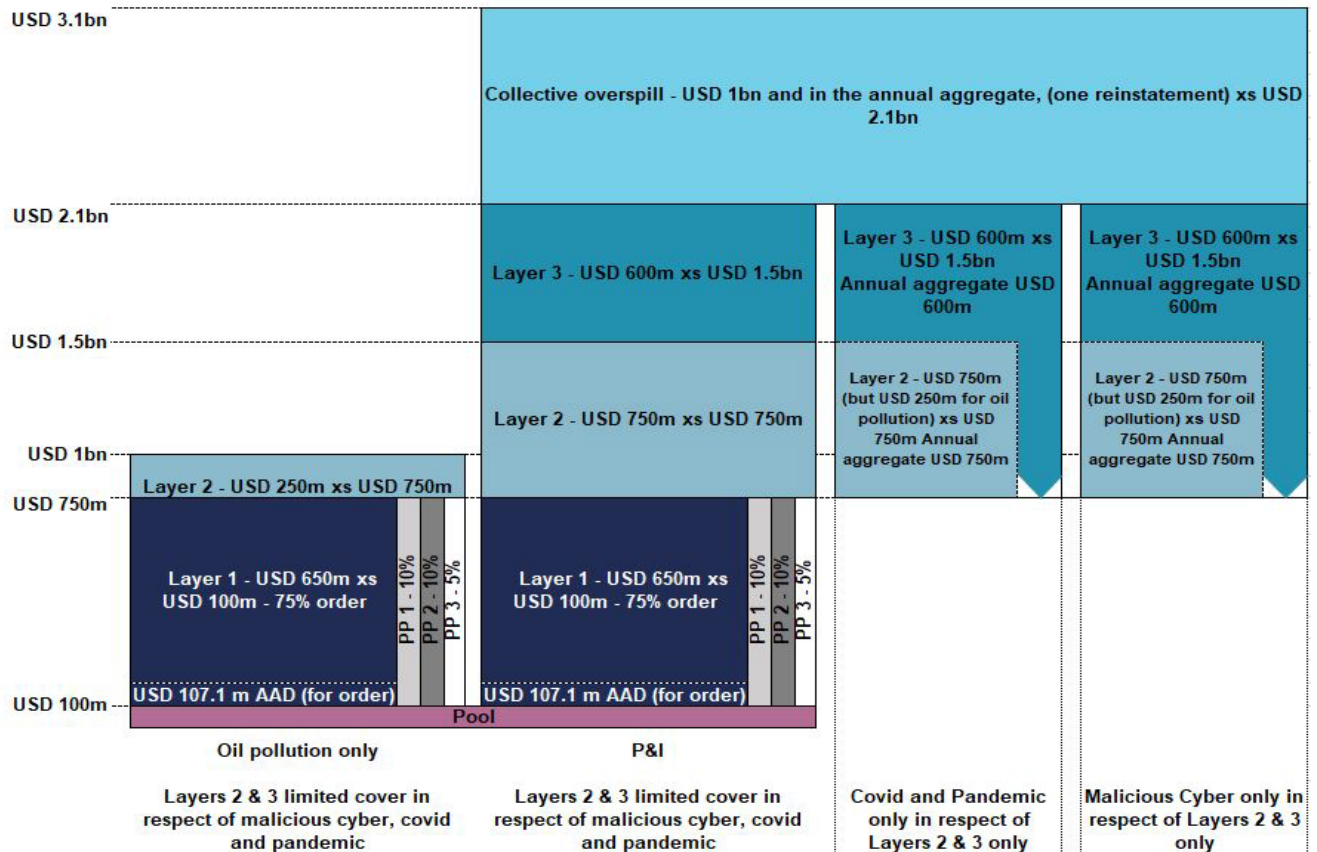 USD 3.1bn
Collective overspill - USD 1bn and in the annual aggregate, (one reinstatement) xs USD
2.1bn
USD 2.1bn
Layer 3 - USD 600m xs USD 1.5bn
Layer 3 - USD 600m xs
USD 1.5bn
Annual aggregate USD
600m
Layer 3 - USD 600m xs
USD 1.5bn
Annual aggregate USD
600m
USD 1.5bn
Layer 2 - USD 750m xs USD 750m
Layer 2 - USD 750m
(but USD 250m for oil
pollution) xs USD
750m Annual
aggregate USD 750m
Layer 2 - USD 750m
(but USD 250m for oil
pollution) xs USD
750m Annual
aggregate USD 750m
USD 1bn
Layer 2 - USD 250m xs USD 750m
USD 750m
Layer 1 - USD 650m xs
USD 100m - 75% order
PP 1 - 10%
PP 2 - 10%
PP 3 - 5%
Layer 1 - USD 650m xs
USD 100m - 75% order
PP 1 - 10%
PP 2 - 10%
PP 3 - 5%
USD 107.1 m AAD (for order)
USD 107.1 m AAD (for order)
USD 100m
Pool
Oil pollution only
Layers 2 & 3 limited cover in
respect of malicious cyber, covid
and pandemic
P&I
Layers 2 & 3 limited cover in
respect of malicious cyber, covid
and pandemic
Covid and Pandemic
only in respect of
Layers 2 & 3 only
Malicious Cyber only in
respect of Layers 2 & 3
only